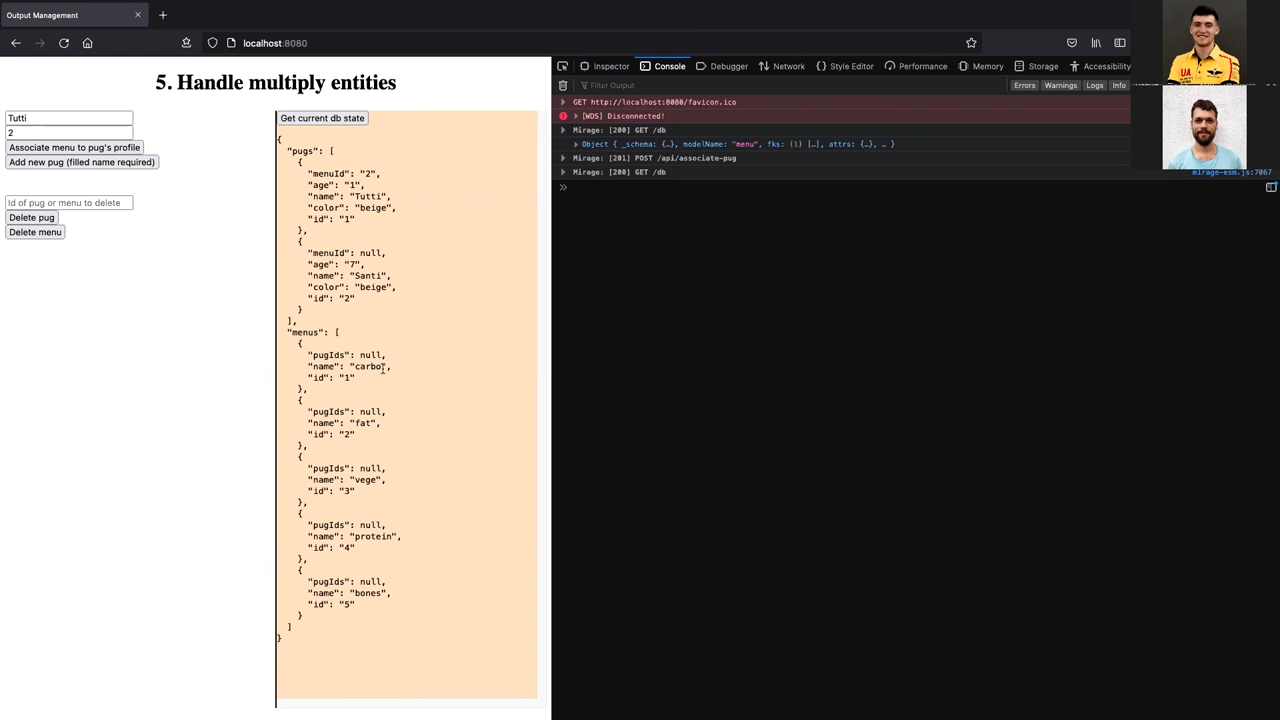 Output Management
localhost:8080
5. Handle multiply entities
Tutti
2
Associate menu to pug's profile
Add new pug (filled name required)
Id of pug or menu to delete
Delete pug
Delete menu
Get current db state
{
"pugs": [
{
"menuId": "2",
"age": "1",
"name": "Tutti",
"color": "beige",
"id": "1"
},
{
"menuId": null,
"age": "7",
"name": "Santi",
"color": "beige",
"id": "2"
}
],
"menus": [
{
"pugIds": null,
"name": "carbo",
"id": "1"
},
{
"pugIds": null,
"name": "fat",
"id": "2"
},
{
"pugIds": null,
"name": "vege",
"id": "3"
},
{
"pugIds": null,
"name": "protein",
"id": "4"
},
{
"pugIds": null,
"name": "bones",
"id": "5"
}
]
}
Inspector Console Debugger Network Style Editor Performance Memory Storage Accessibility
Filter Output Errors Warnings Logs Info
GET http://localhost:8080/favicon.ico
[WDS] Disconnected!
Mirage: [200] GET /db
Object { _schema: {…}, modelName: "menu", fks: (1) […], attrs: {…}, … }
Mirage: [201] POST /api/associate-pug
Mirage: [200] GET /db mirage-esm.js:7067
UA